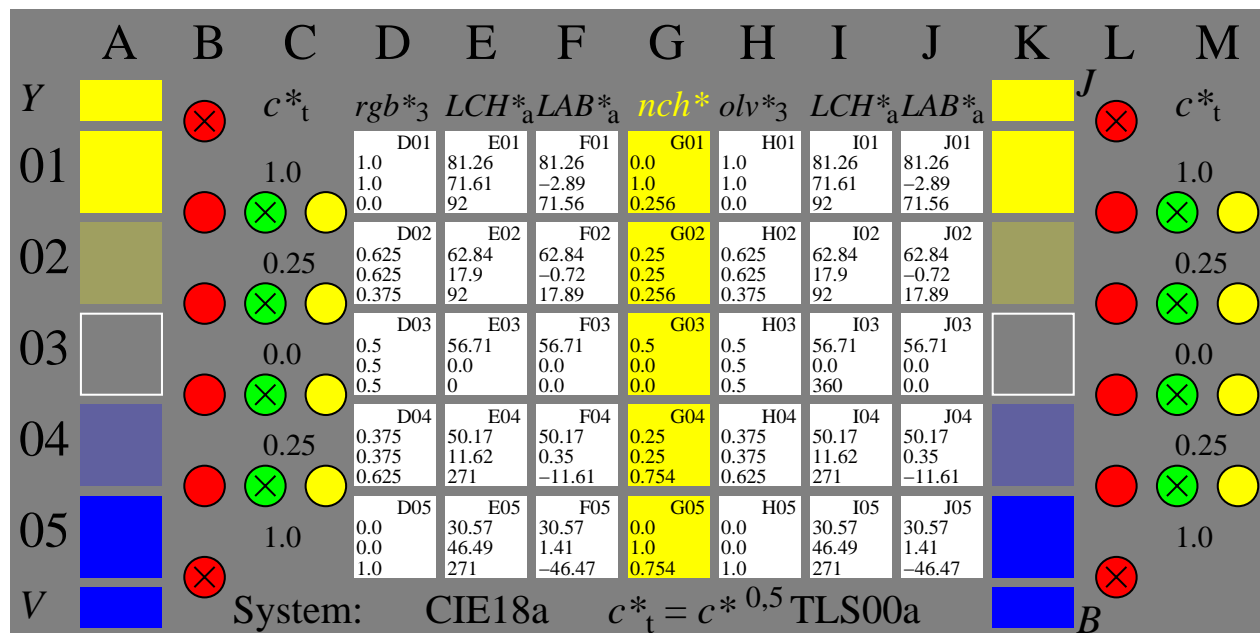 A B C D E F G H I J K L M
Y c*t rgb*3 LCH*a LAB*a nch* olv*3 LCH*a LAB*a J c*t
01 1.0 D01 E01 F01 G01 H01 I01 J01 1.0
1.0 81.26 81.26 0.0 1.0 81.26 81.26
1.0 71.61 −2.89 1.0 1.0 71.61 −2.89
0.0 92 71.56 0.256 0.0 92 71.56
02 0.25 D02 E02 F02 G02 H02 I02 J02 0.25
0.625 62.84 62.84 0.25 0.625 62.84 62.84
0.625 17.9 −0.72 0.25 0.625 17.9 −0.72
0.375 92 17.89 0.256 0.375 92 17.89
03 0.0 D03 E03 F03 G03 H03 I03 J03 0.0
0.5 56.71 56.71 0.5 0.5 56.71 56.71
0.5 0.0 0.0 0.0 0.5 0.0 0.0
0.5 0 0.0 0.0 0.5 360 0.0
04 0.25 D04 E04 F04 G04 H04 I04 J04 0.25
0.375 50.17 50.17 0.25 0.375 50.17 50.17
0.375 11.62 0.35 0.25 0.375 11.62 0.35
0.625 271 −11.61 0.754 0.625 271 −11.61
05 1.0 D05 E05 F05 G05 H05 I05 J05 1.0
0.0 30.57 30.57 0.0 0.0 30.57 30.57
0.0 46.49 1.41 1.0 0.0 46.49 1.41
1.0 271 −46.47 0.754 1.0 271 −46.47
V System: CIE18a c*t = c* 0,5 TLS00a B